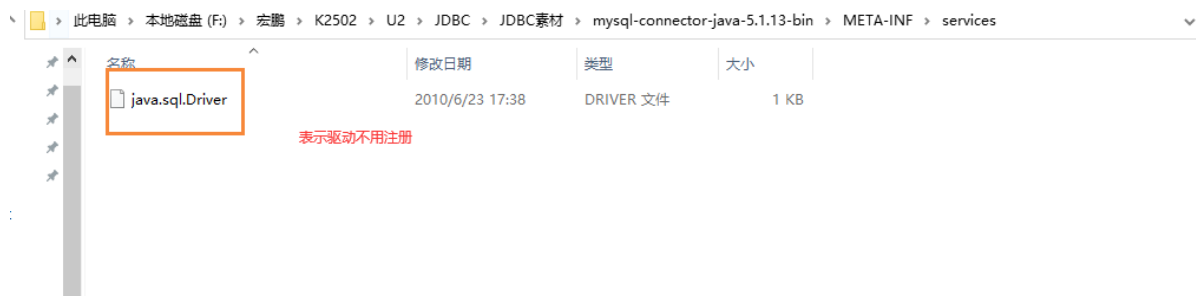 此电脑 › 本地磁盘 (F:) › 宏鹏 › K2502 › U2 › JDBC › JDBC素材 › mysql-connector-java-5.1.13-bin › META-INF › services
名称 修改日期 类型 大小
java.sql.Driver 2010/6/23 17:38 DRIVER 文件 1 KB
表示驱动不用注册